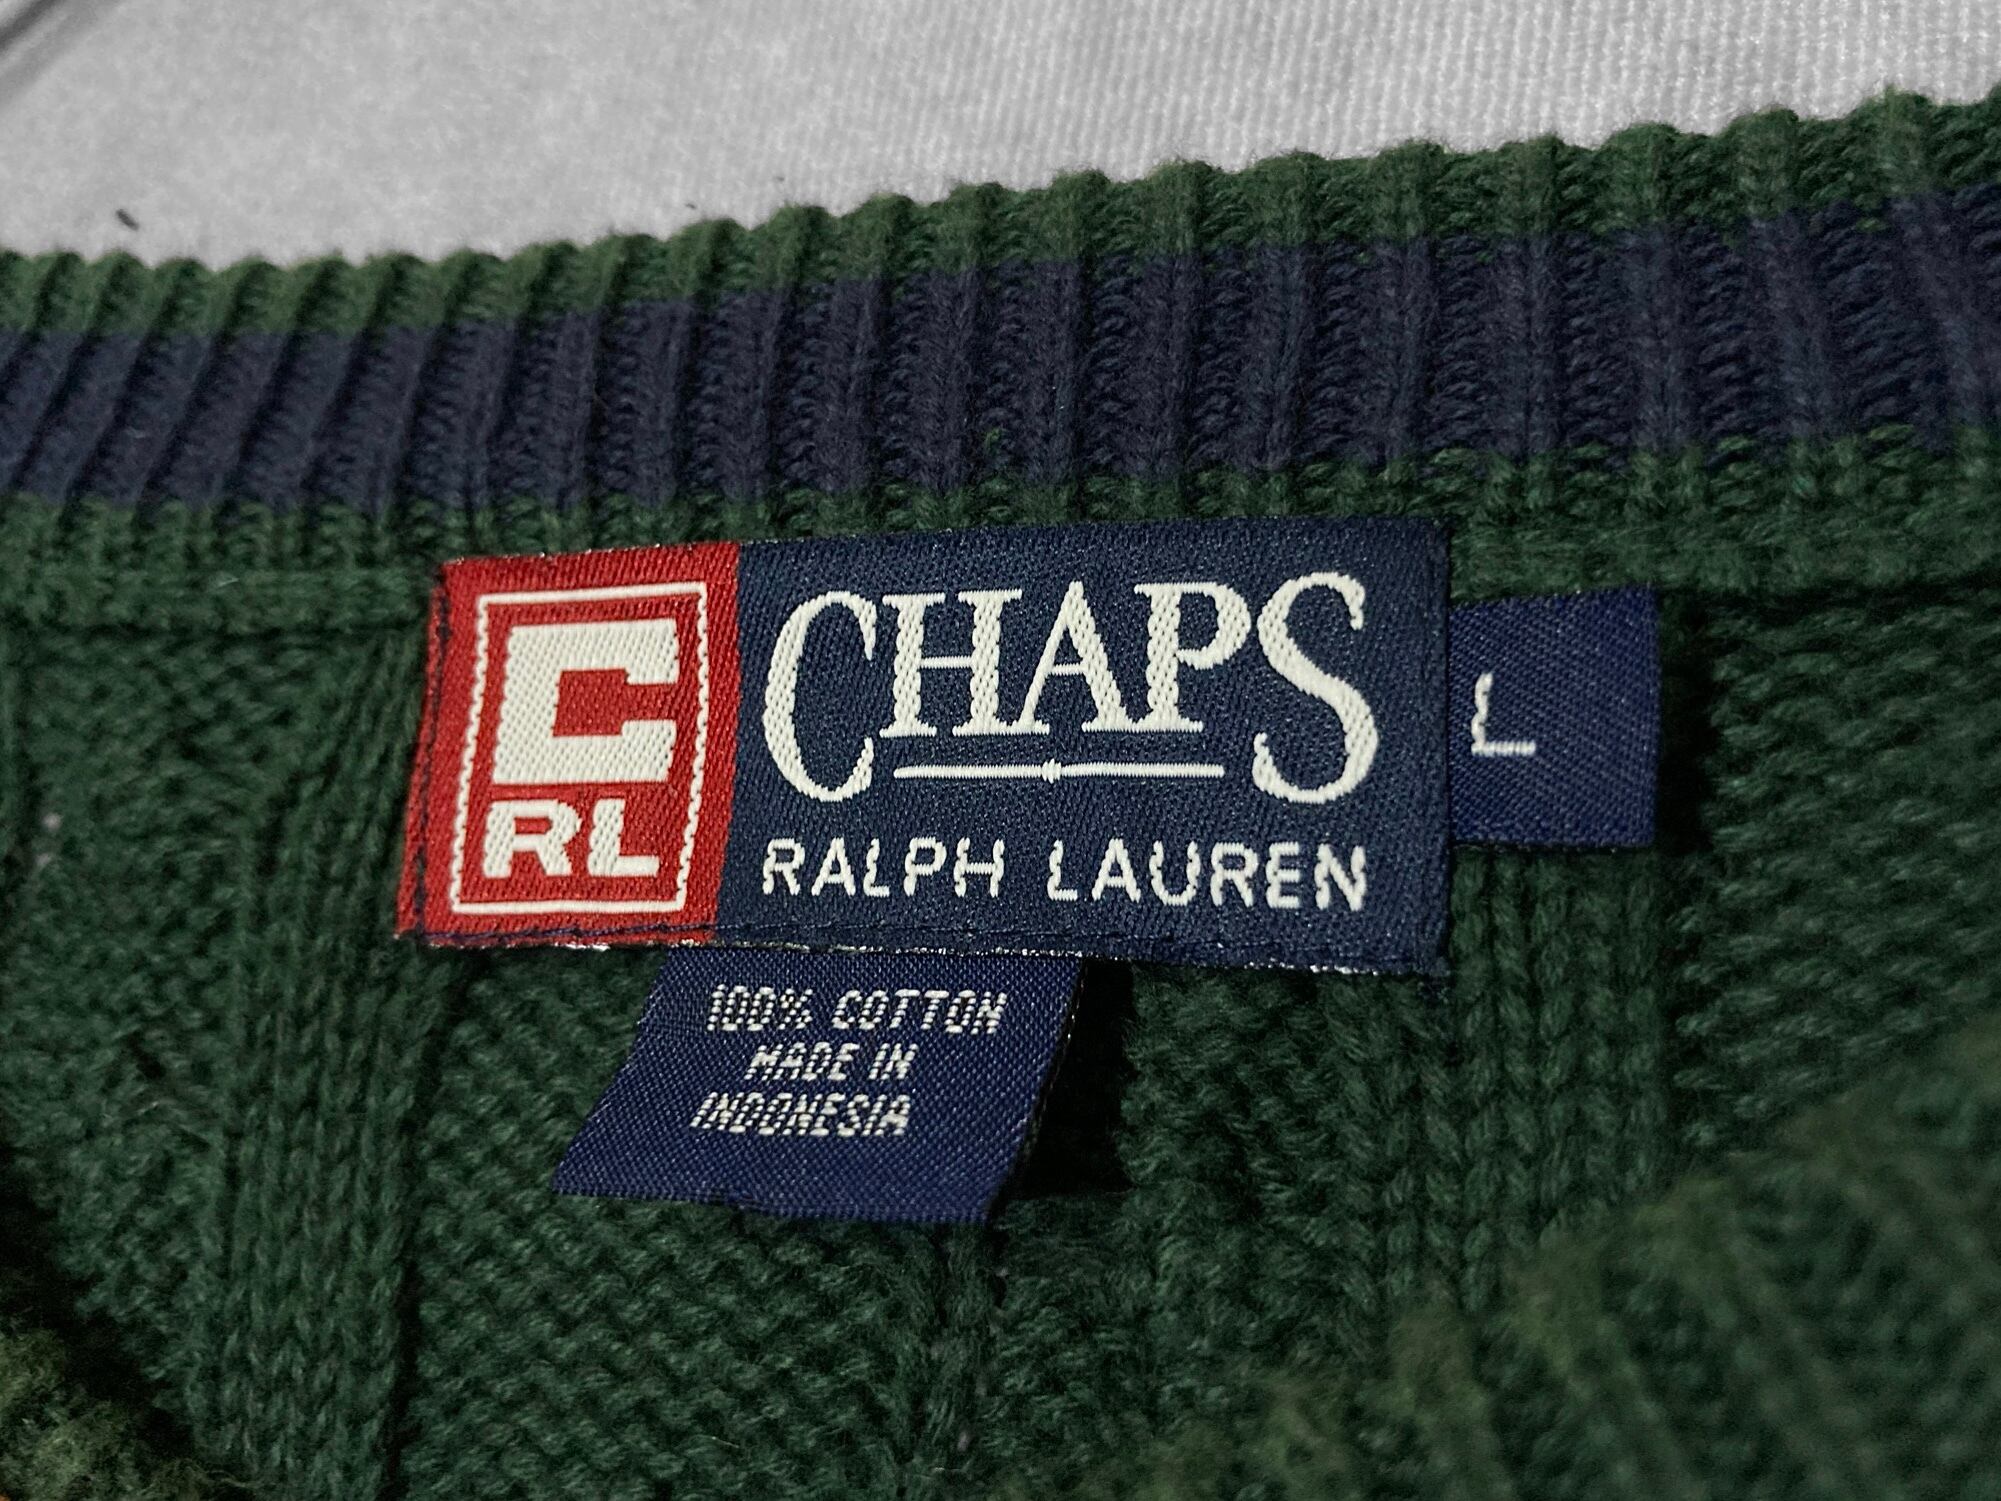 C
RL
CHAPS
RALPH LAUREN
L
100% COTTON
MADE IN
INDONESIA